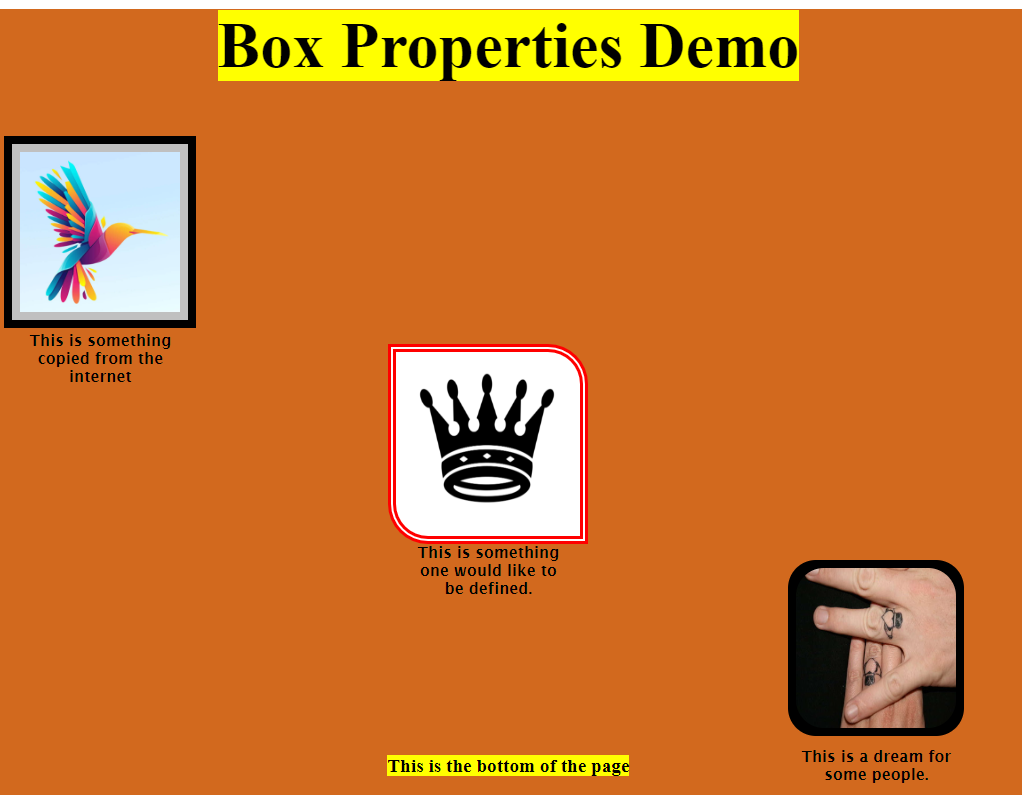 Box Properties Demo
This is something
copied from the
internet
This is something
one would like to
be defined.
This is a dream for
some people.
This is the bottom of the page